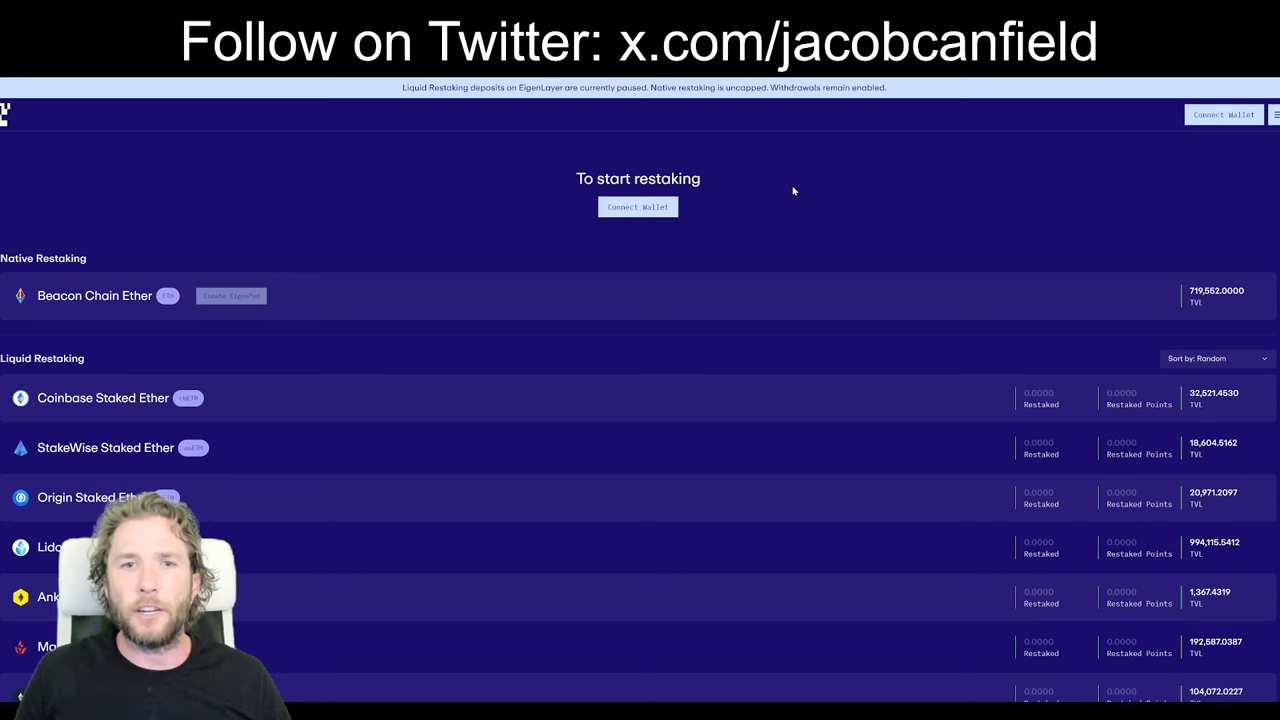 Follow on Twitter: x.com/jacobcanfield
Liquid Restaking deposits on EigenLayer are currently paused. Native restaking is uncapped. Withdrawals remain enabled.
Connect Wallet
To start restaking
Connect Wallet
Native Restaking
Beacon Chain Ether ETH Create EigenPod 719,552.0000
TVL
Liquid Restaking Sort by: Random
Coinbase Staked Ether cbETH 0.0000 0.0000 32,521.4530
Restaked Restaked Points TVL
StakeWise Staked Ether osETH 0.0000 0.0000 18,604.5162
Restaked Restaked Points TVL
Origin Staked 0.0000 0.0000 20,971.2097
Restaked Restaked Points TVL
0.0000 0.0000 994,115.5412
Restaked Restaked Points TVL
0.0000 0.0000 1,367.4319
Restaked Restaked Points TVL
0.0000 0.0000 192,587.0387
Restaked Restaked Points TVL
0.0000 0.0000 104,072.0227